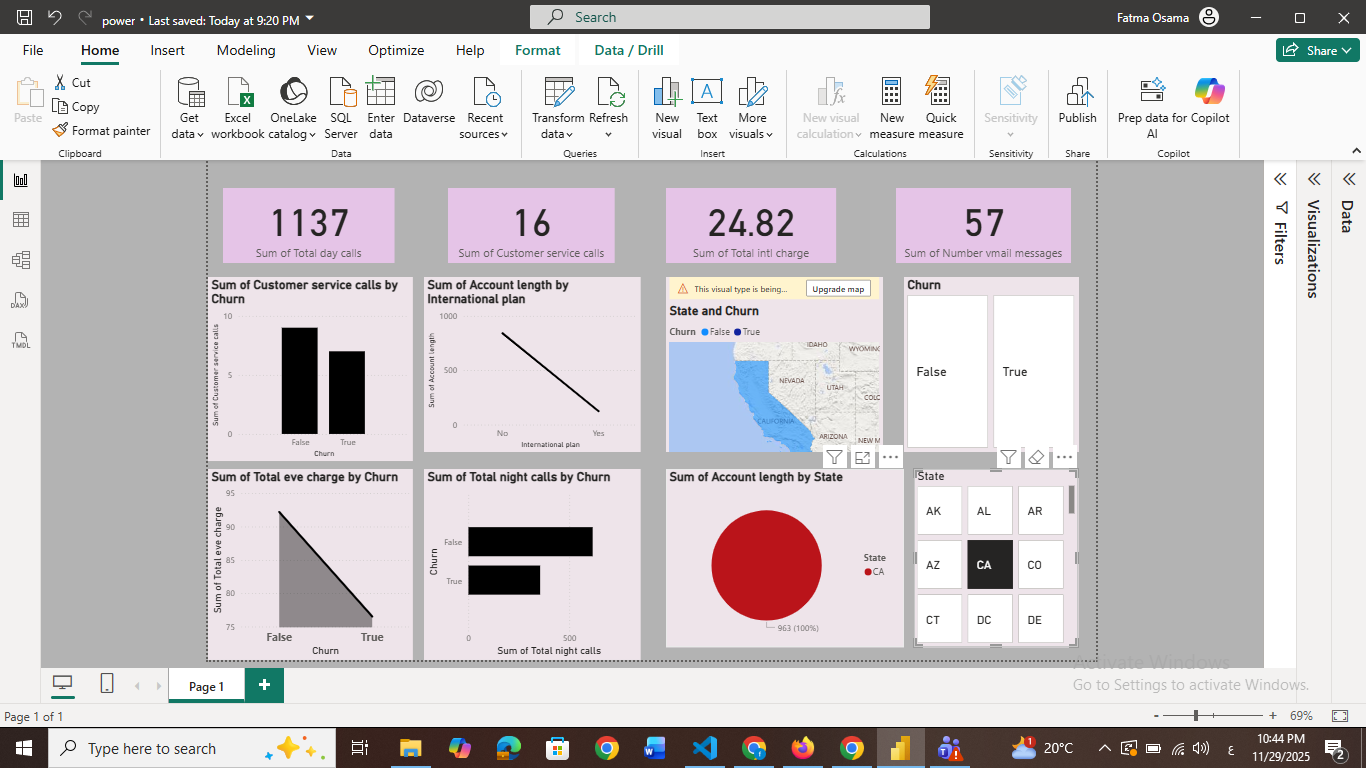 power • Last saved: Today at 9:20 PM
Search
Fatma Osama
File
Home
Insert
Modeling
View
Optimize
Help
Format
Data / Drill
Share
Paste
Cut
Copy
Format painter
Clipboard
Get data
Excel workbook
OneLake catalog
SQL Server
Enter data
Dataverse
Recent sources
Data
Transform data
Refresh
Queries
New visual
Text box
More visuals
Insert
New visual calculation
New measure
Quick measure
Calculations
Sensitivity
Sensitivity
Publish
Share
Prep data for AI
Copilot
Copilot
1137
Sum of Total day calls
16
Sum of Customer service calls
24.82
Sum of Total intl charge
57
Sum of Number vmail messages
Sum of Customer service calls by
Churn
Sum of Customer service calls
10
5
0
False
True
Churn
Sum of Account length by
International plan
Sum of Account length
1000
500
0
No
Yes
International plan
This visual type is being...
Upgrade map
State and Churn
Churn
False
True
IDAHO
WYOMING
NEVADA
UTAH
COLO
CALIFORNIA
ARIZONA
NEW M
Churn
False
True
Sum of Total eve charge by Churn
Sum of Total eve charge
95
90
85
80
75
False
True
Churn
Sum of Total night calls by Churn
Churn
False
True
0
500
Sum of Total night calls
Sum of Account length by State
963 (100%)
State
CA
State
AK
AL
AR
AZ
CA
CO
CT
DC
DE
Filters
Visualizations
Data
DAX
TMDL
Activate Windows
Go to Settings to activate Windows.
Page 1
Page 1 of 1
69%
Type here to search
20°C
ع
10:44 PM
11/29/2025
2